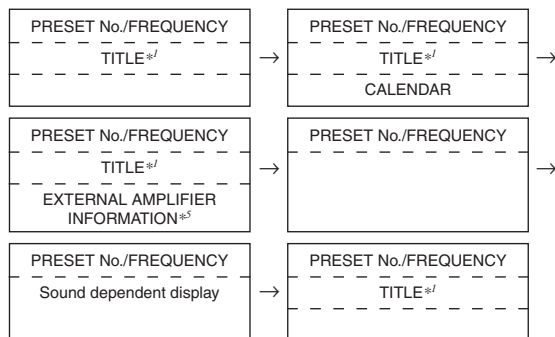 PRESET No./FREQUENCY
TITLE*1
→
PRESET No./FREQUENCY
TITLE*1
CALENDAR
→
PRESET No./FREQUENCY
TITLE*1
EXTERNAL AMPLIFIER
INFORMATION*5
→
PRESET No./FREQUENCY
→
PRESET No./FREQUENCY
Sound dependent display
→
PRESET No./FREQUENCY
TITLE*1